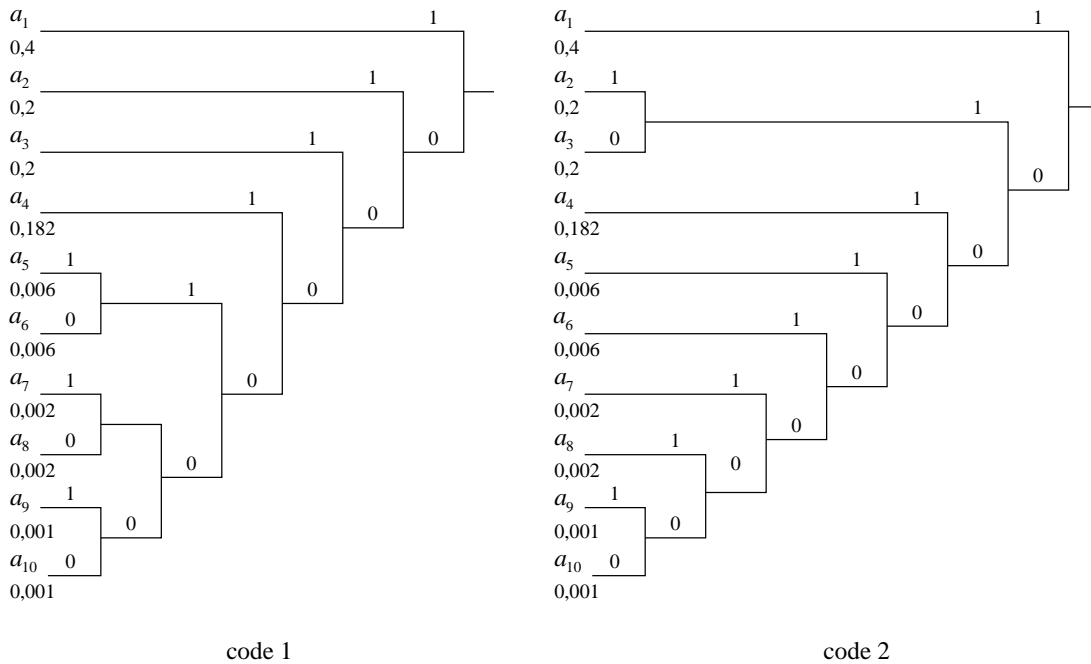 a1 1
0,4
a2 1
0,2
a3 1 0
0,2
a4 1
0
0,182
a5 1
0,006 1 0
a6 0
0,006
a7 1 0
0,002
a8 0
0,002 0
a9 1
0,001 0
a10 0
0,001
code 1
a1 1
0,4
a2 1
0,2 1
a3 0
0,2 0
a4 1
0,182 0
a5 1
0,006 0
a6 1
0,006 0
a7 1
0,002 0
a8 1
0,002 0
a9 1
0,001 0
a10 0
0,001
code 2